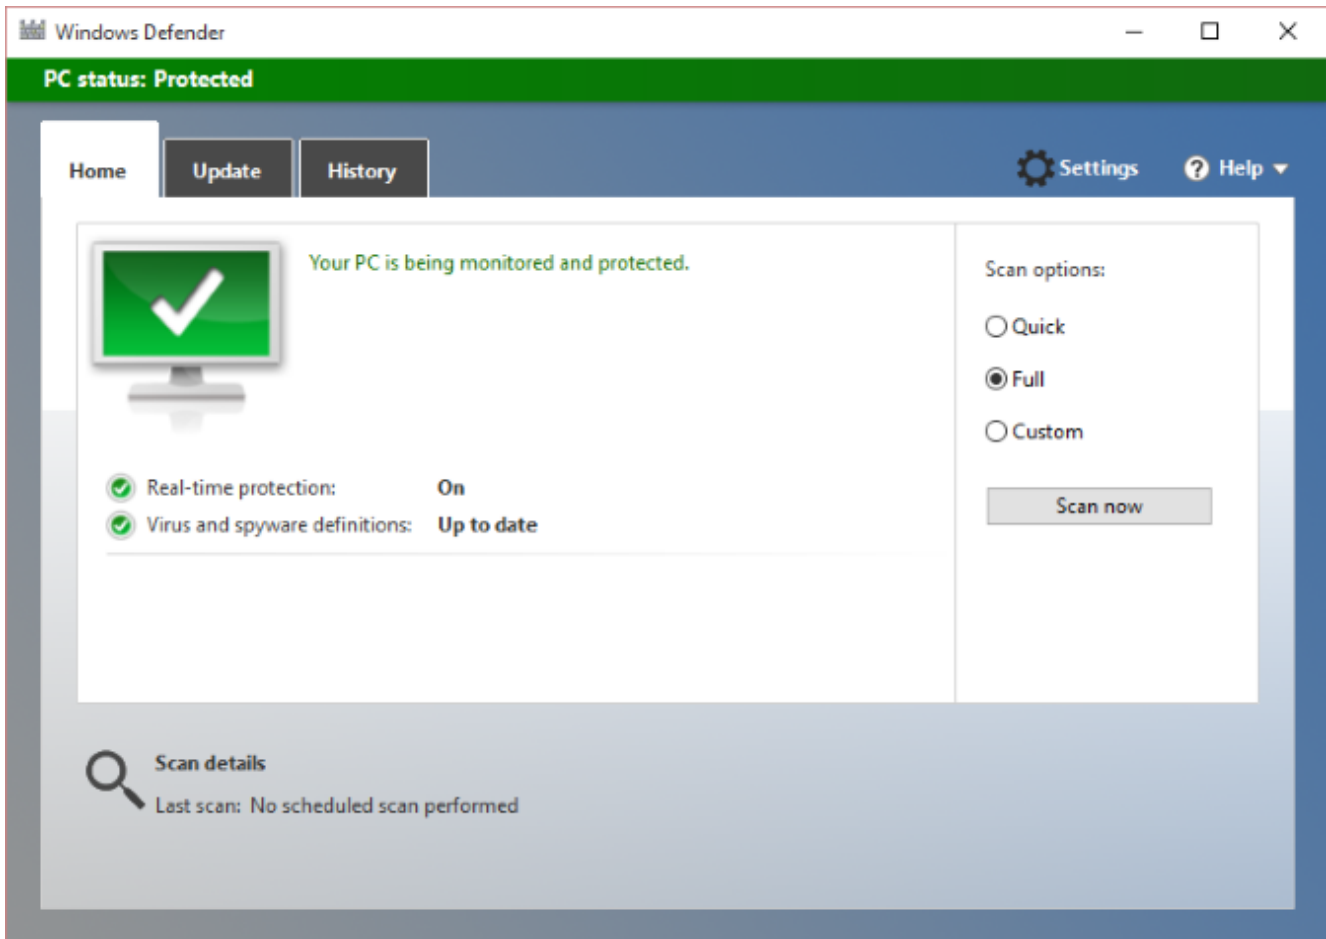 Windows Defender
PC status: Protected
Home
Update
History
Settings
Help
Your PC is being monitored and protected.
Scan options:
Quick
Full
Custom
Scan now
Real-time protection: On
Virus and spyware definitions: Up to date
Scan details
Last scan: No scheduled scan performed